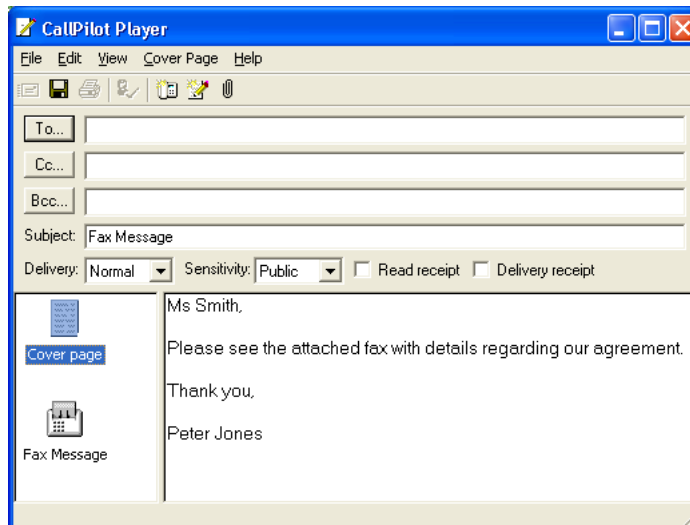 CallPilot Player
File Edit View Cover Page Help
To...
Cc...
Bcc...
Subject: Fax Message
Delivery: Normal Sensitivity: Public Read receipt Delivery receipt
Ms Smith,
Please see the attached fax with details regarding our agreement.
Thank you,
Peter Jones
Cover page
Fax Message